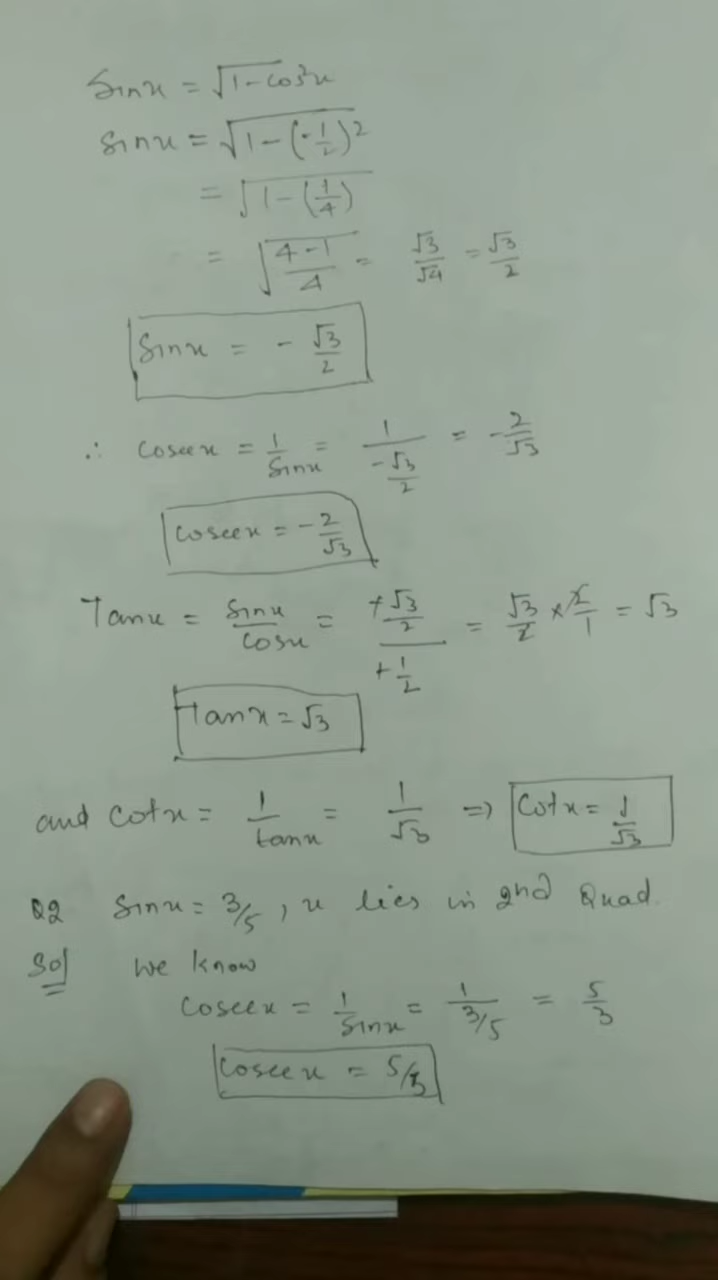 Sinx = √1-cos²x
sinx = √1-(-1/2)²
= √1-(1/4)
= √4-1/4 = √3/√4 = √3/2
Sinx = - √3/2
∴ cosecx = 1/Sinx = 1/-√3/2 = -2/√3
cosecx = -2/√3
Tanx = Sinx/Cosx = +√3/2/+1/2 = √3/2 × 2/1 = √3
tanx = √3
and cotx = 1/tanx = 1/√3 => Cotx = 1/√3
Q2 Sinx = 3/5, x lies in 2nd Quad.
Sol We know
Cosecx = 1/Sinx = 1/3/5 = 5/3
Cosecx = 5/3